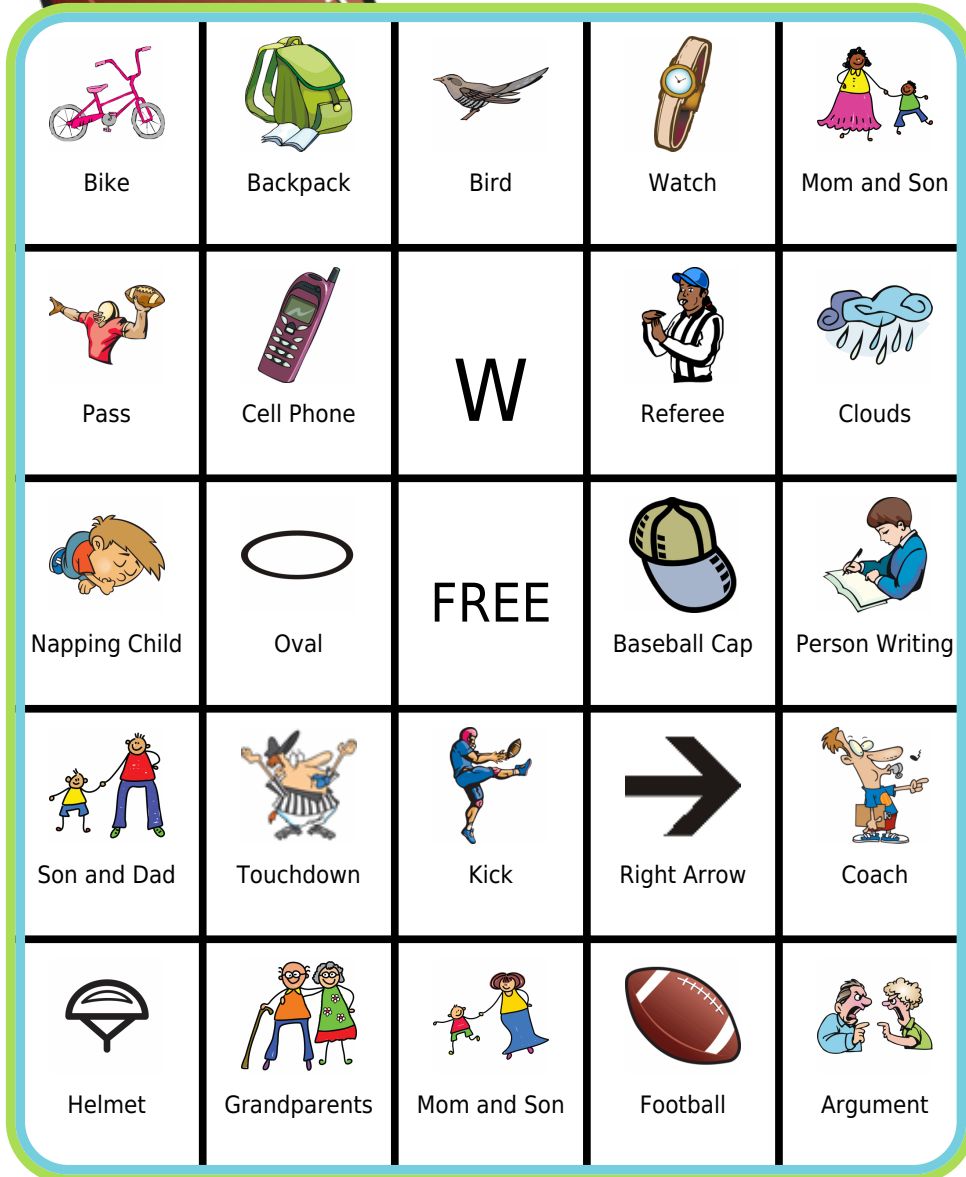 Bike
Backpack
Bird
Watch
Mom and Son
Pass
Cell Phone
W
Referee
Clouds
Napping Child
Oval
FREE
Baseball Cap
Person Writing
Son and Dad
Touchdown
Kick
Right Arrow
Coach
Helmet
Grandparents
Mom and Son
Football
Argument